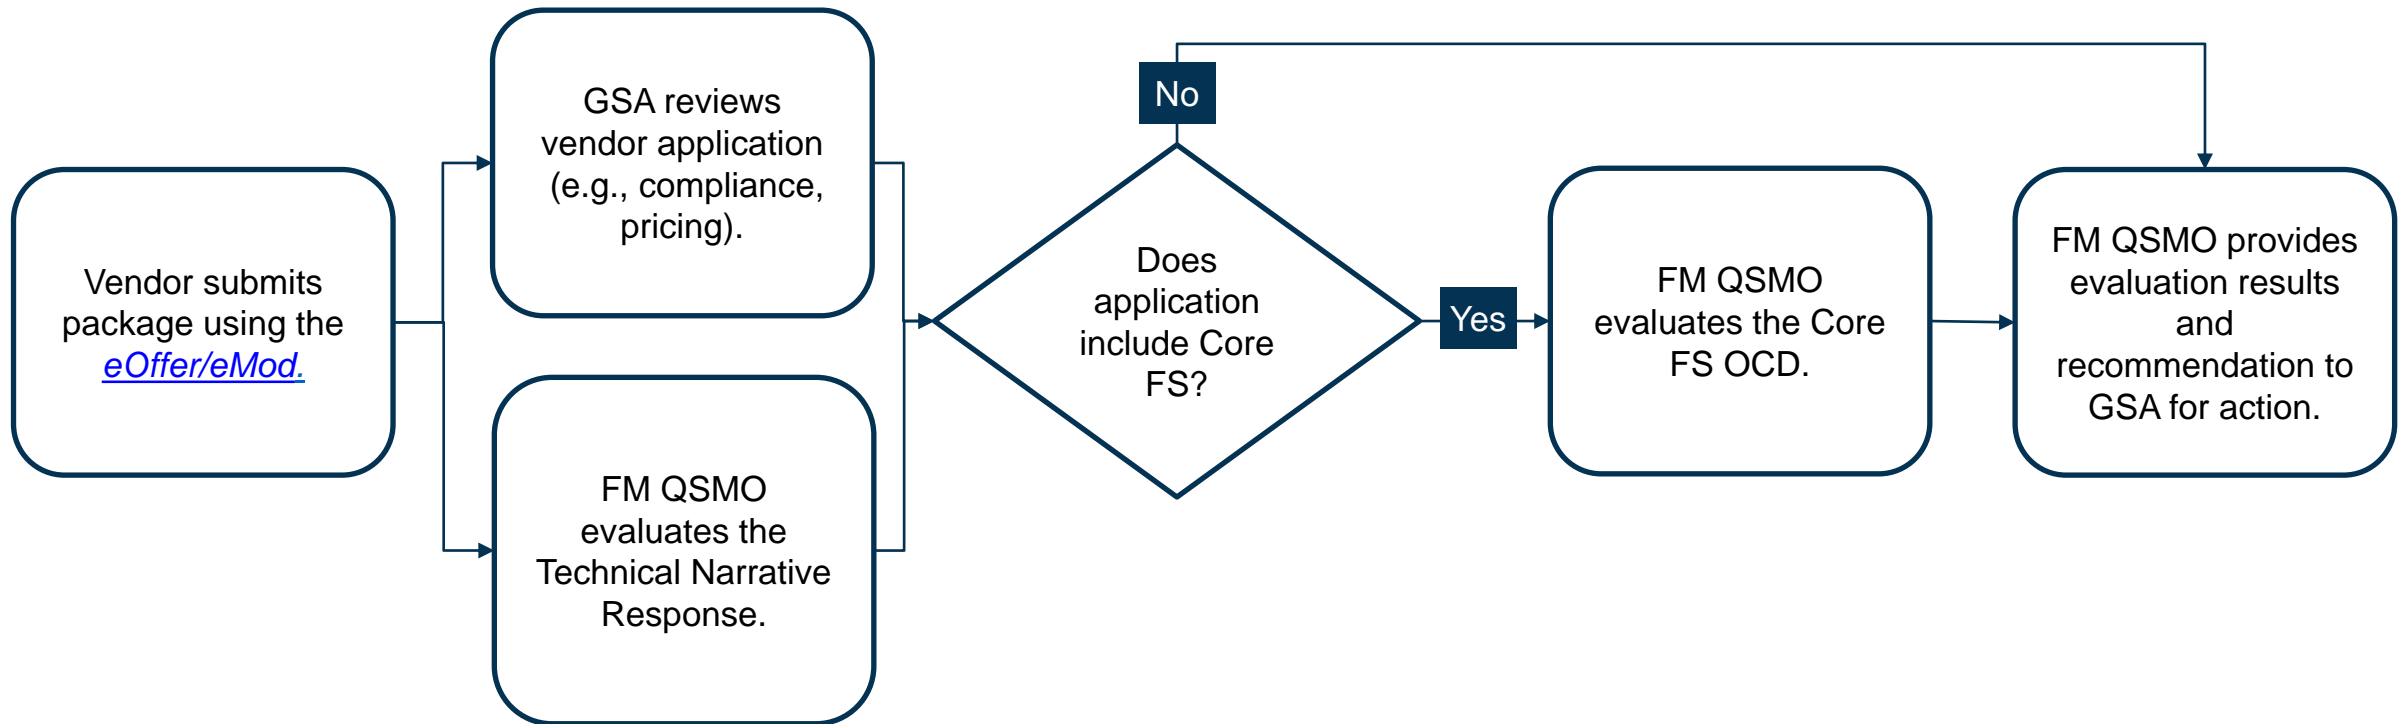 Vendor submits
package using the
eOffer/eMod.
GSA reviews
vendor application
(e.g., compliance,
pricing).
FM QSMO
evaluates the
Technical Narrative
Response.
Does
application
include Core
FS?
No
Yes
FM QSMO
evaluates the Core
FS OCD.
FM QSMO provides
evaluation results
and
recommendation to
GSA for action.